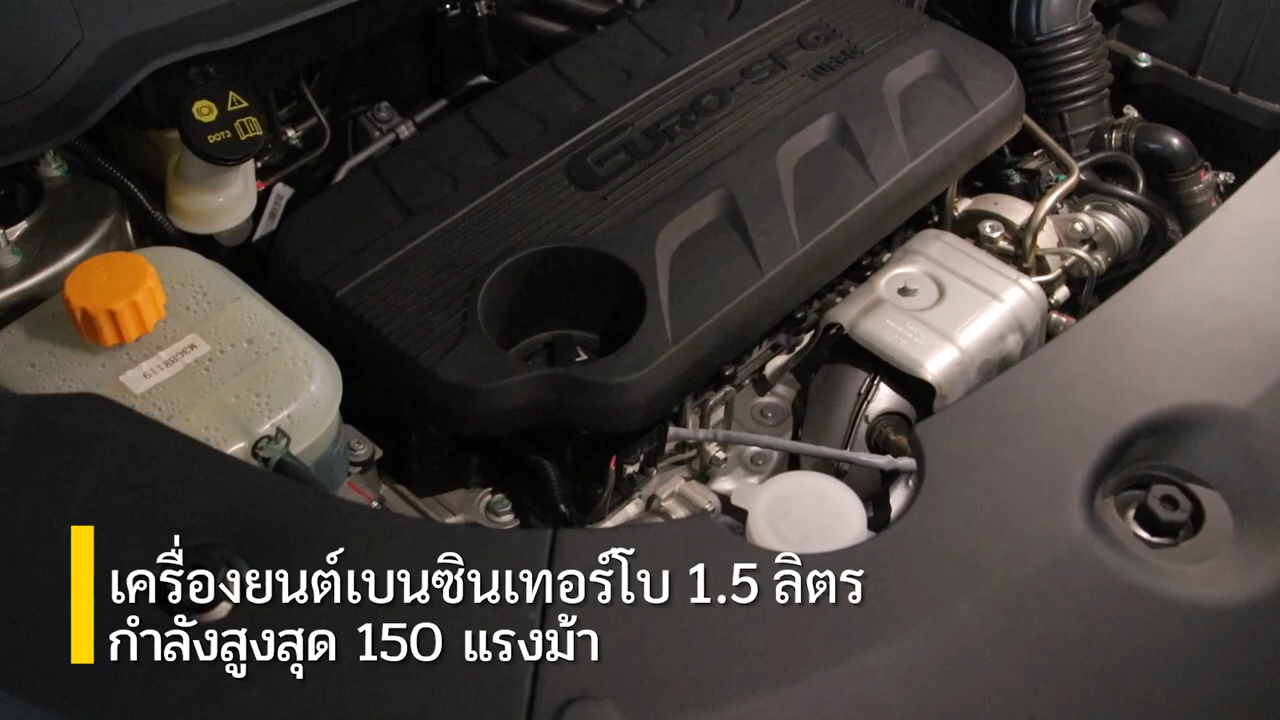 EURO-SFG
TURBO
DOT3
W3CBR119
L
เครื่องยนต์เบนซินเทอร์โบ 1.5 ลิตร
กำลังสูงสุด 150 แรงม้า